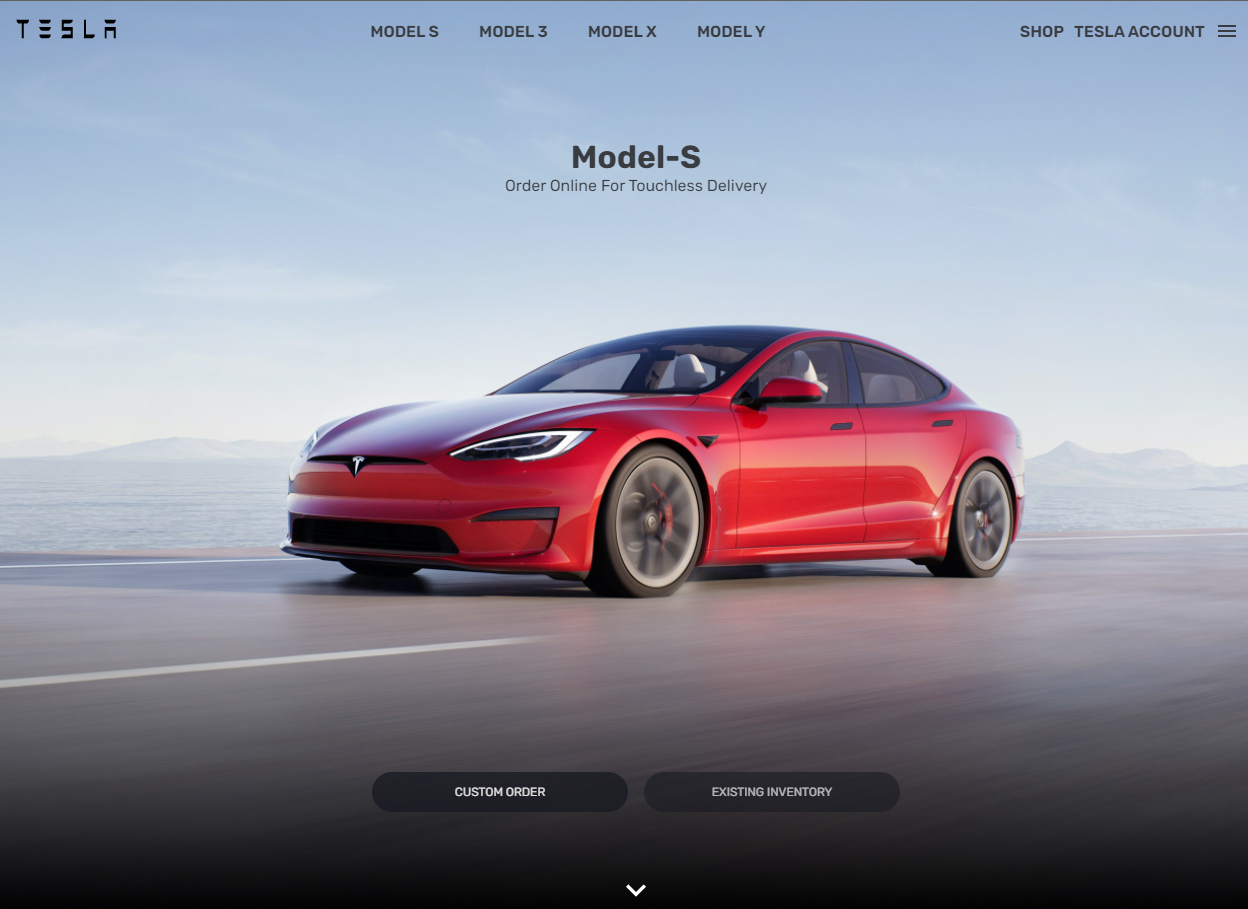 TESLA
MODEL S MODEL 3 MODEL X MODEL Y
SHOP TESLA ACCOUNT
Model-S
Order Online For Touchless Delivery
CUSTOM ORDER
EXISTING INVENTORY